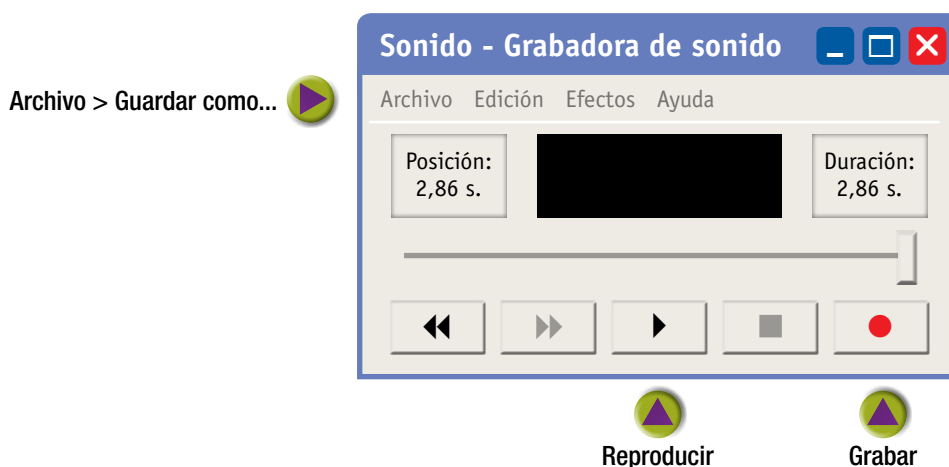 Sonido - Grabadora de sonido
Archivo > Guardar como...
Archivo Edición Efectos Ayuda
Posición:
2,86 s.
Duración:
2,86 s.
Reproducir
Grabar